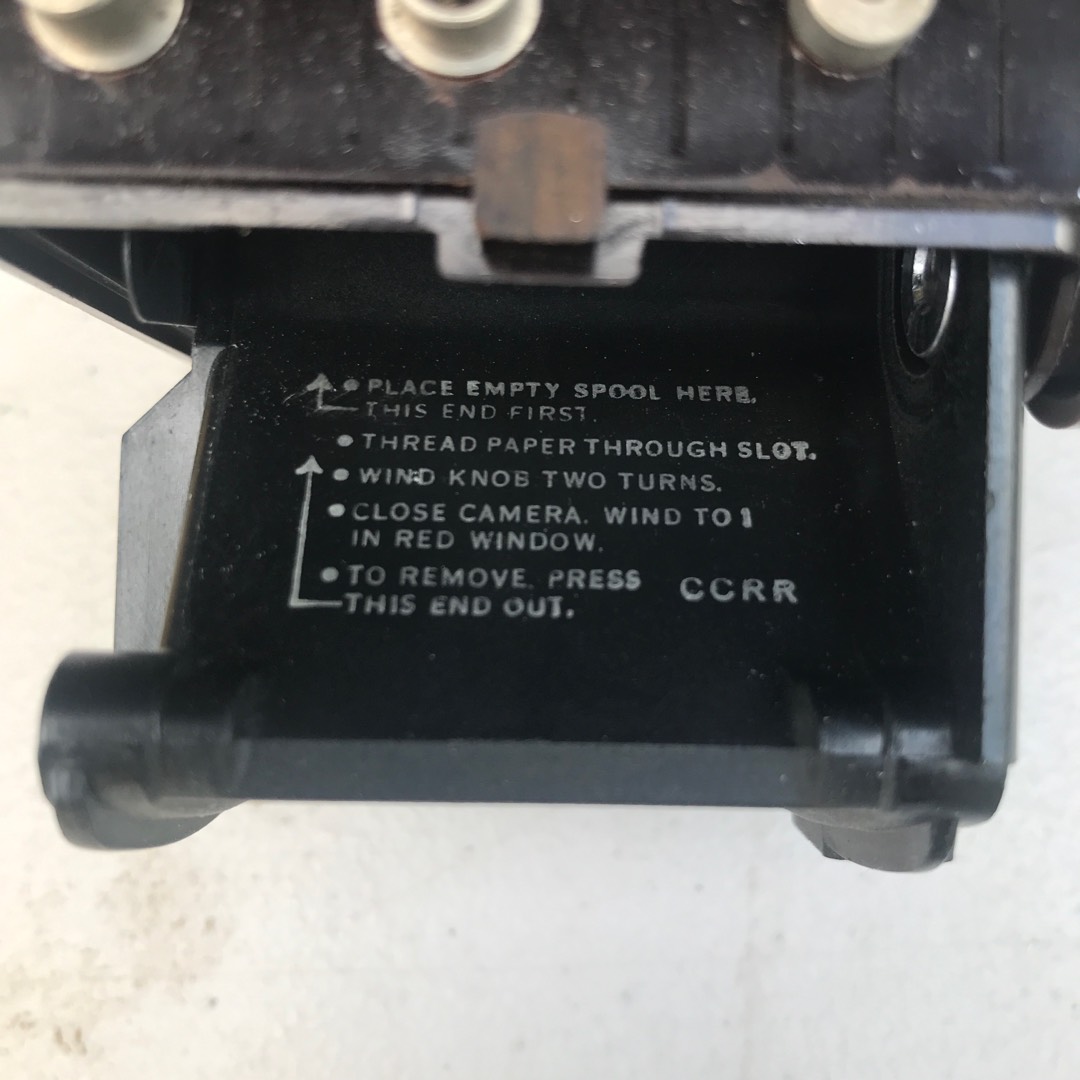 • PLACE EMPTY SPOOL HERE.
THIS END FIRST.
• THREAD PAPER THROUGH SLOT.
• WIND KNOB TWO TURNS.
• CLOSE CAMERA. WIND TO 1
IN RED WINDOW.
• TO REMOVE, PRESS
THIS END OUT.
CCRR